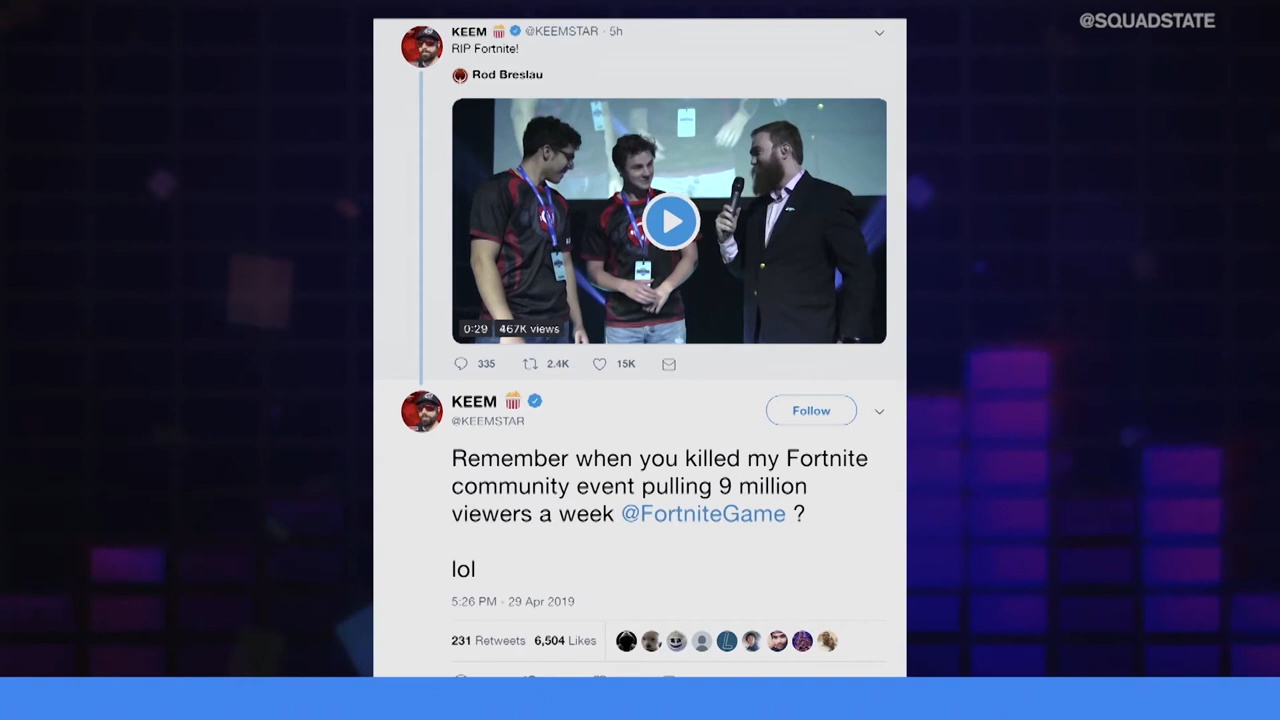 @SQUADSTATE
KEEM @KEEMSTAR · 5h
RIP Fortnite!
Rod Breslau
0:29 467K views
335 2.4K 15K
KEEM
@KEEMSTAR
Follow
Remember when you killed my Fortnite
community event pulling 9 million
viewers a week @FortniteGame ?
lol
5:26 PM - 29 Apr 2019
231 Retweets 6,504 Likes